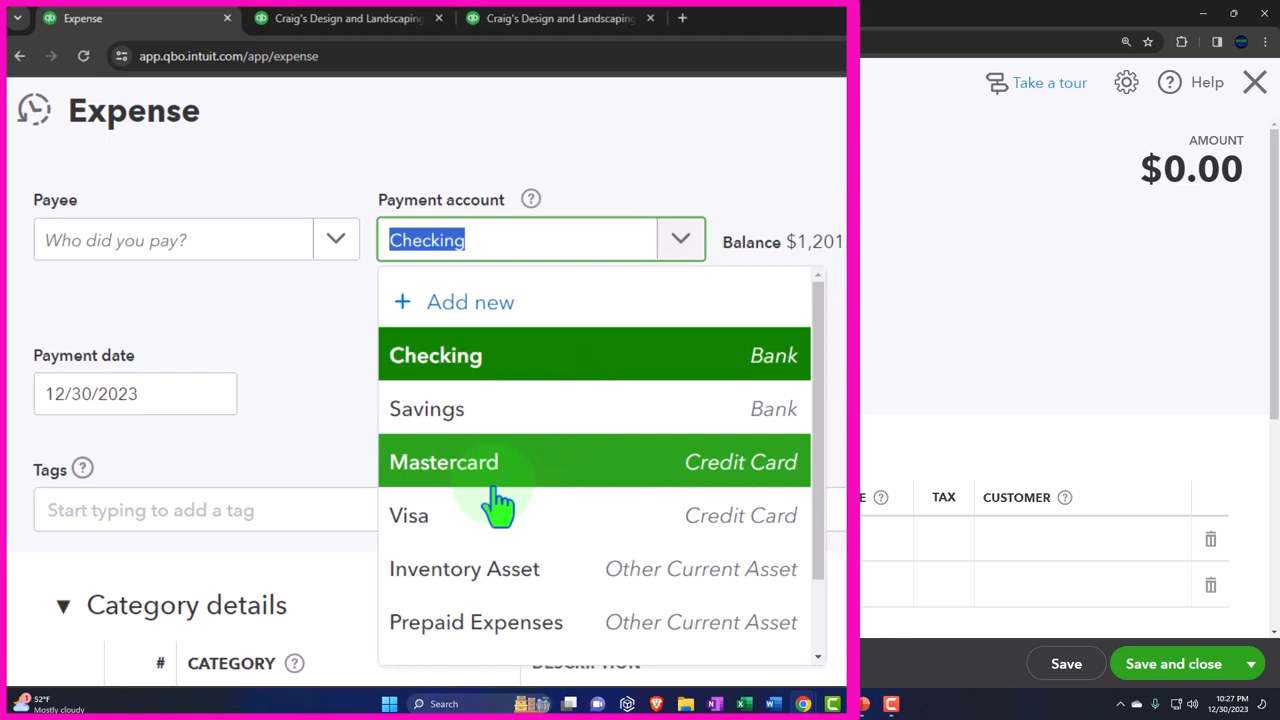 Expense
Craig's Design and Landscaping
Craig's Design and Landscaping
app.qbo.intuit.com/app/expense
Take a tour
Help
Expense
AMOUNT
$0.00
Payee
Payment account
Who did you pay?
Checking
Balance $1,201
Add new
Checking Bank
Payment date
12/30/2023
Savings Bank
Mastercard Credit Card
Tags
Start typing to add a tag
Visa Credit Card
TAX
CUSTOMER
Inventory Asset Other Current Asset
Category details
Prepaid Expenses Other Current Asset
# CATEGORY
DESCRIPTION
Save
Save and close
52°F
Mostly cloudy
Search
10:27 PM
12/30/2023